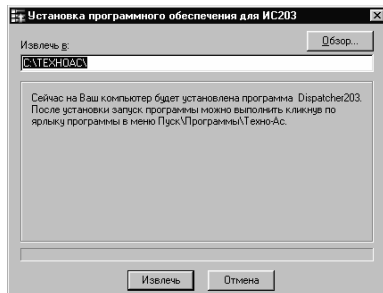 Установка программного обеспечения для ИС203
Извлечь в:
Обзор...
C:\ТЕХНОАС\
Сейчас на Ваш компьютер будет установлена программа Dispatcher203.
После установки запуск программы можно выполнить кликнув по
ярлыку программы в меню Пуск\Программы\Техно-Ас.
Извлечь
Отмена